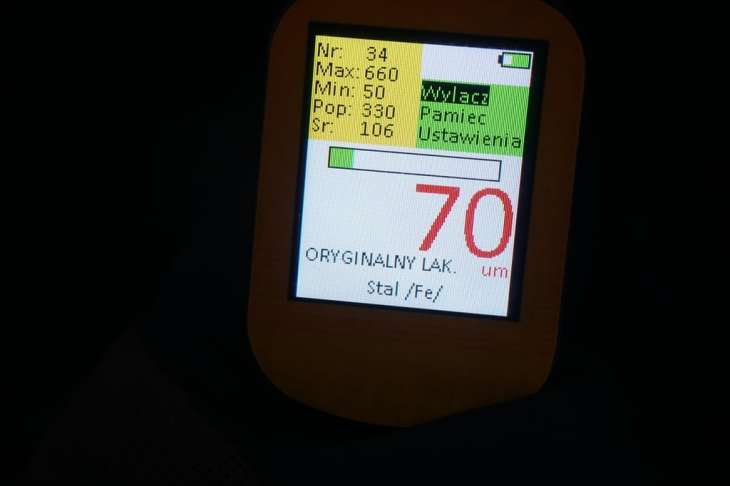 Nr: 34
Max: 660
Min: 50
Pop: 330
Sr: 106
Wylacz
Pamiec
Ustawienia
70
um
ORYGINALNY LAK.
Stal /Fe/